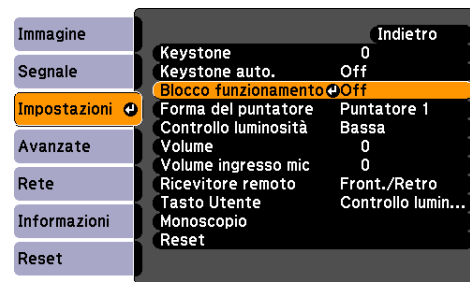 Immagine
Segnale
Impostazioni
Avanzate
Rete
Informazioni
Reset
Indietro
Keystone 0
Keystone auto. Off
Blocco funzionamento Off
Forma del puntatore Puntatore 1
Controllo luminosità Bassa
Volume 0
Volume ingresso mic 0
Ricevitore remoto Front./Retro
Tasto Utente Controllo lumin...
Monoscopio
Reset